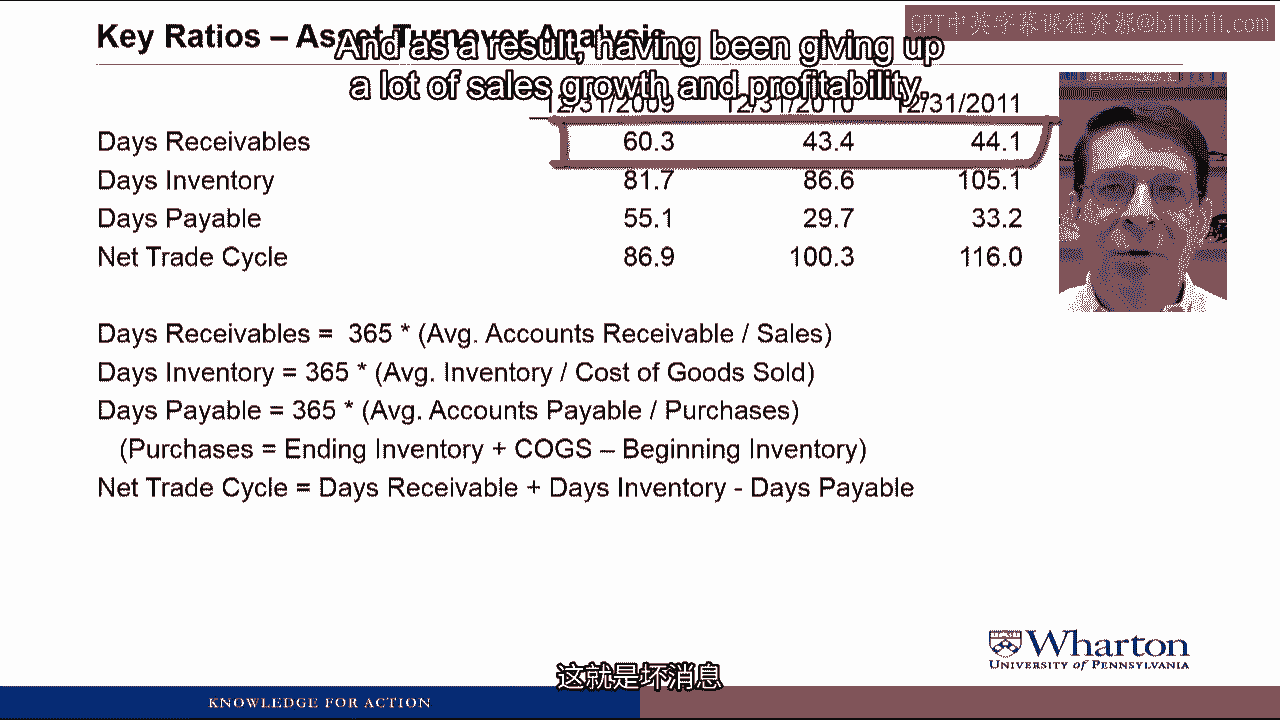 GPT中英字幕课程资源@bilibili.com
Key Ratios – Asset Turnover Analysis
And as a result, having been giving up
a lot of sales growth and profitability.
12/31/2009 12/31/2010 12/31/2011
Days Receivables 60.3 43.4 44.1
Days Inventory 81.7 86.6 105.1
Days Payable 55.1 29.7 33.2
Net Trade Cycle 86.9 100.3 116.0
Days Receivables = 365 * (Avg. Accounts Receivable / Sales)
Days Inventory = 365 * (Avg. Inventory / Cost of Goods Sold)
Days Payable = 365 * (Avg. Accounts Payable / Purchases)
(Purchases = Ending Inventory + COGS – Beginning Inventory)
Net Trade Cycle = Days Receivable + Days Inventory - Days Payable
Wharton
UNIVERSITY of PENNSYLVANIA
这就是坏消息
KNOWLEDGE FOR ACTION